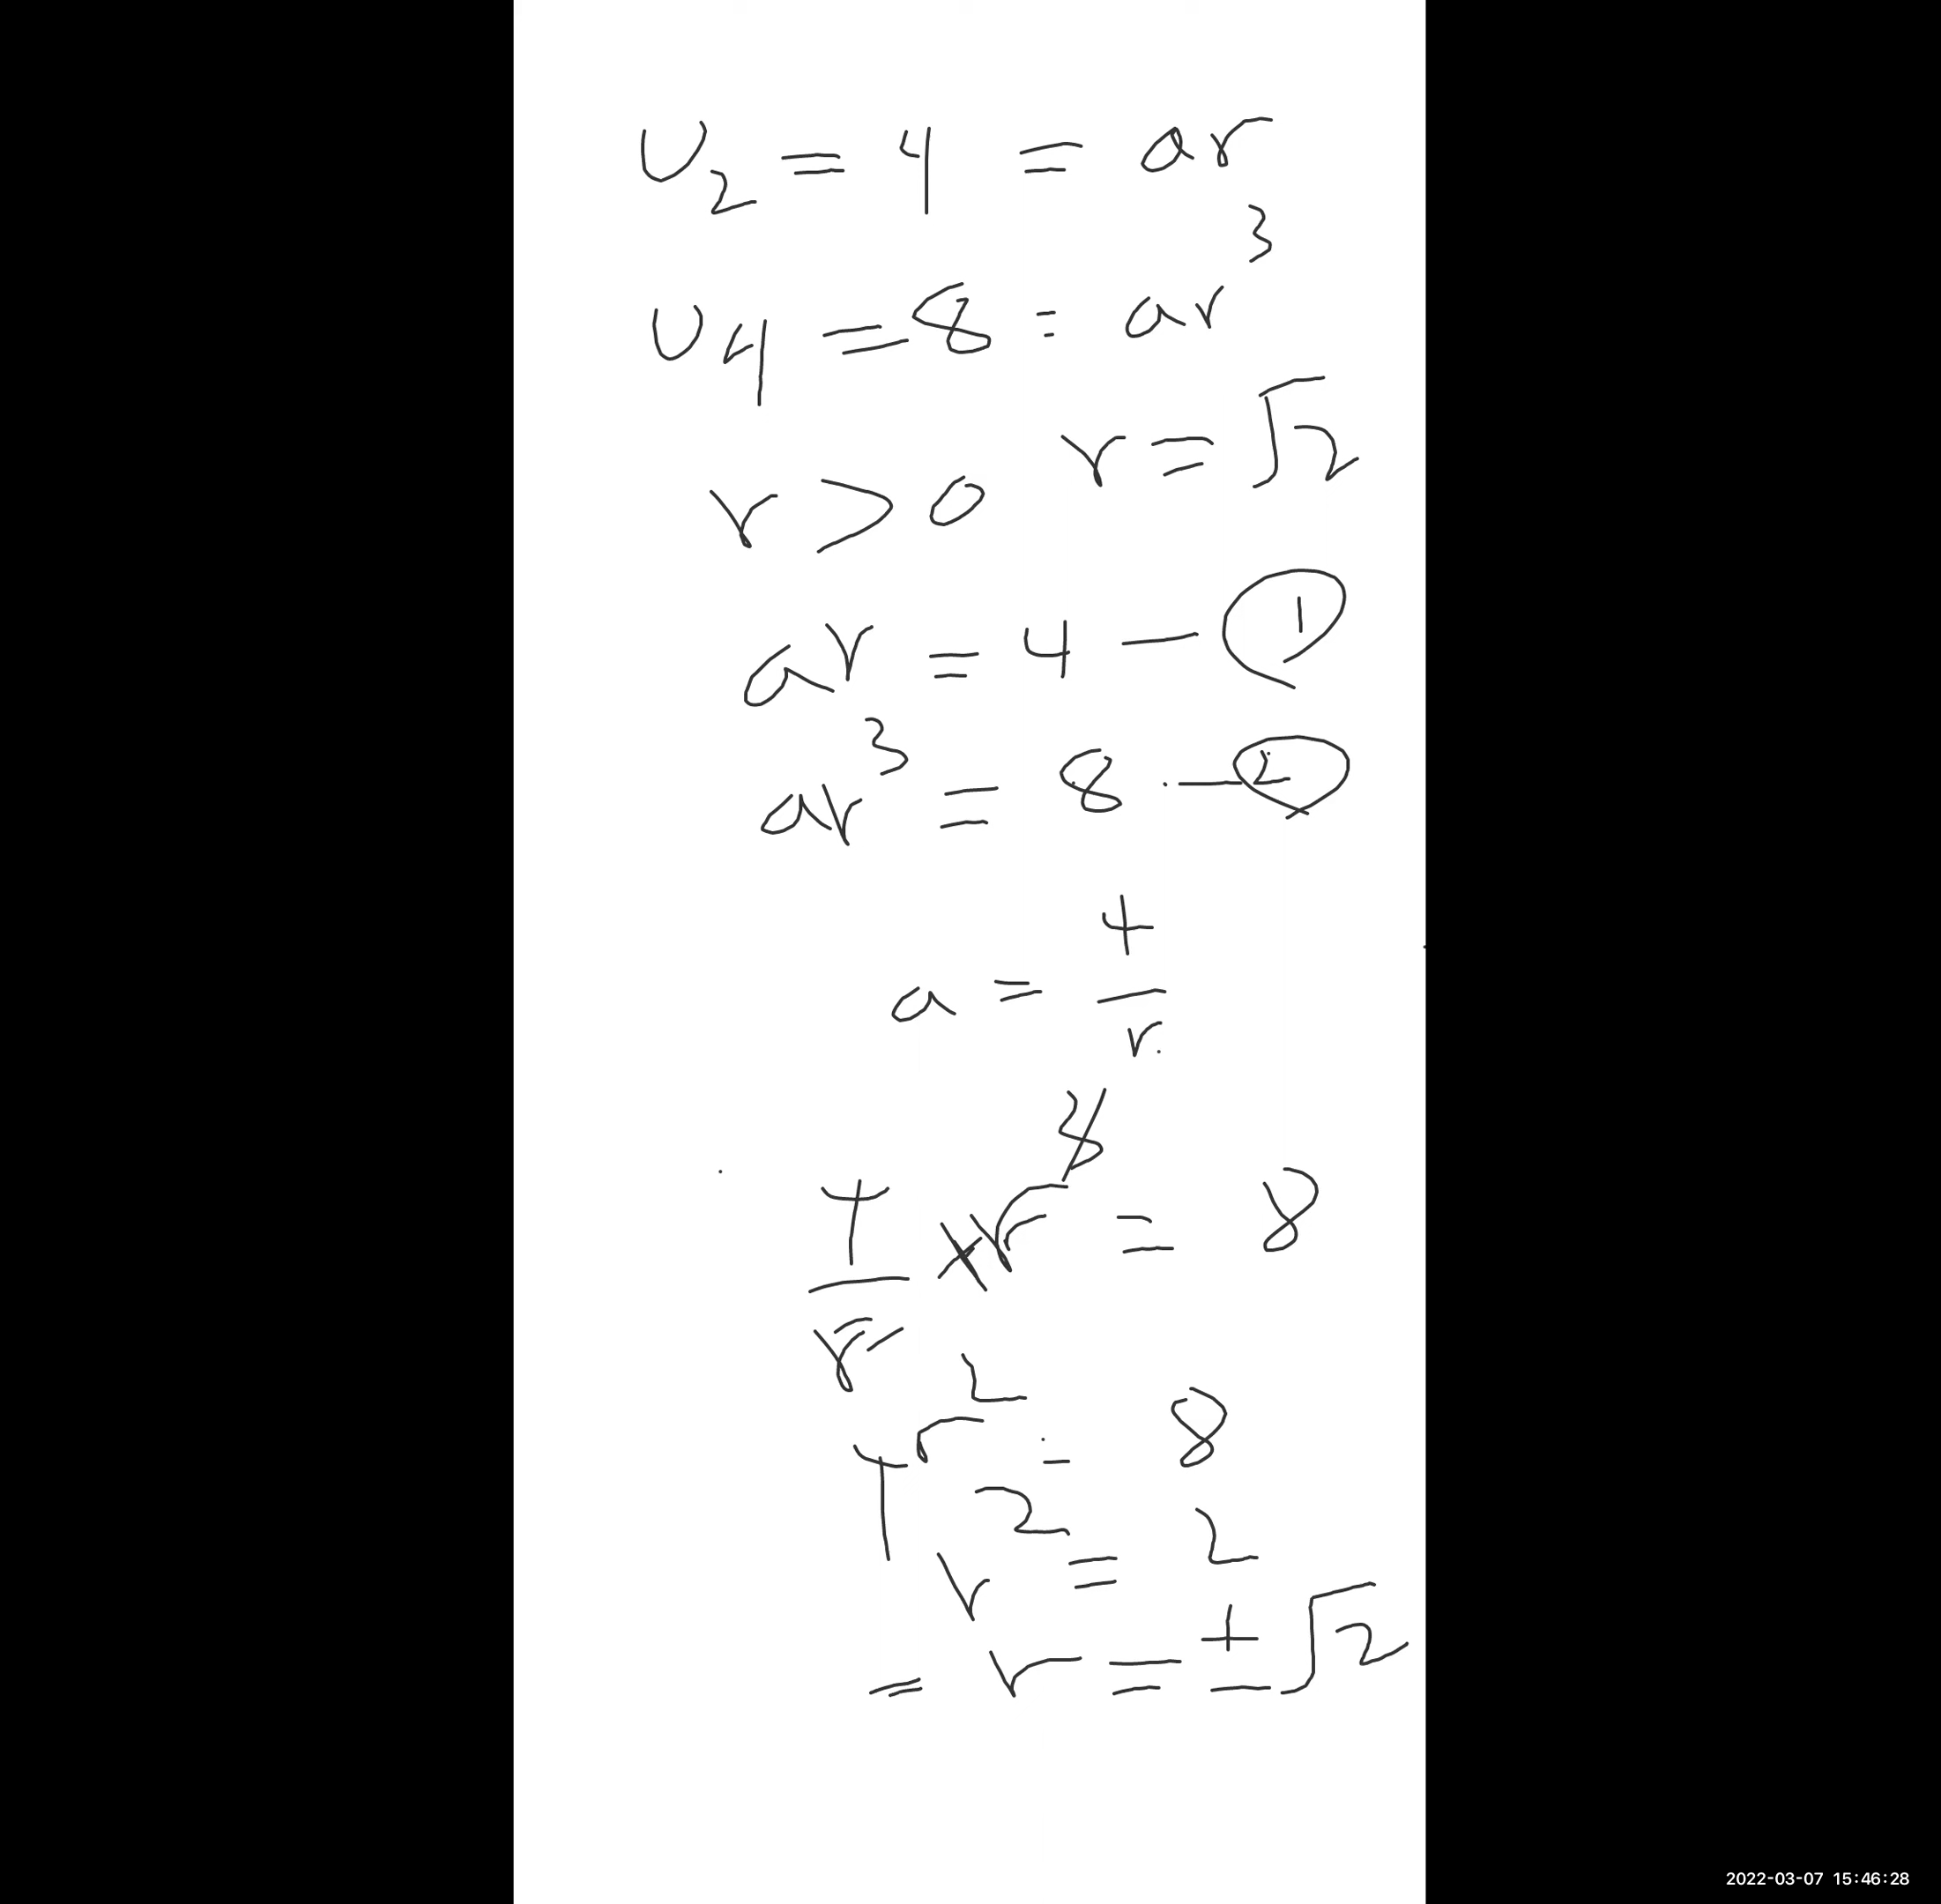 U₂ = 4 = ar
U₄ = 8 = ar³
r > 0 r = √2
ar = 4 — ①
ar³ = 8 — ②
a = 4/r
4/r × r³ = 8
4r² = 8
r² = 2
= r = ±√2
2022-03-07 15:46:28